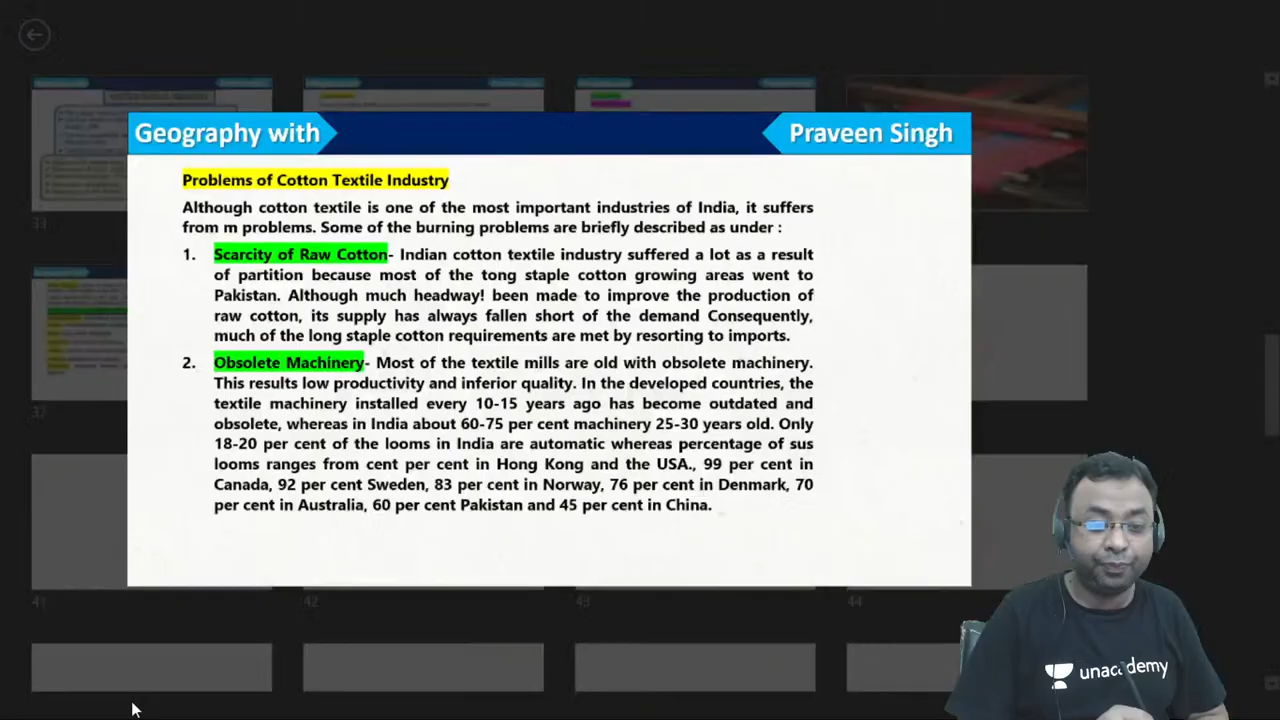 Geography with
Praveen Singh
Problems of Cotton Textile Industry
Although cotton textile is one of the most important industries of India, it suffers
from m problems. Some of the burning problems are briefly described as under :
1. Scarcity of Raw Cotton- Indian cotton textile industry suffered a lot as a result
of partition because most of the tong staple cotton growing areas went to
Pakistan. Although much headway! been made to improve the production of
raw cotton, its supply has always fallen short of the demand Consequently,
much of the long staple cotton requirements are met by resorting to imports.
2. Obsolete Machinery- Most of the textile mills are old with obsolete machinery.
This results low productivity and inferior quality. In the developed countries, the
textile machinery installed every 10-15 years ago has become outdated and
obsolete, whereas in India about 60-75 per cent machinery 25-30 years old. Only
18-20 per cent of the looms in India are automatic whereas percentage of sus
looms ranges from cent per cent in Hong Kong and the USA., 99 per cent in
Canada, 92 per cent Sweden, 83 per cent in Norway, 76 per cent in Denmark, 70
per cent in Australia, 60 per cent Pakistan and 45 per cent in China.
33
37
41
42
43
44
unacademy